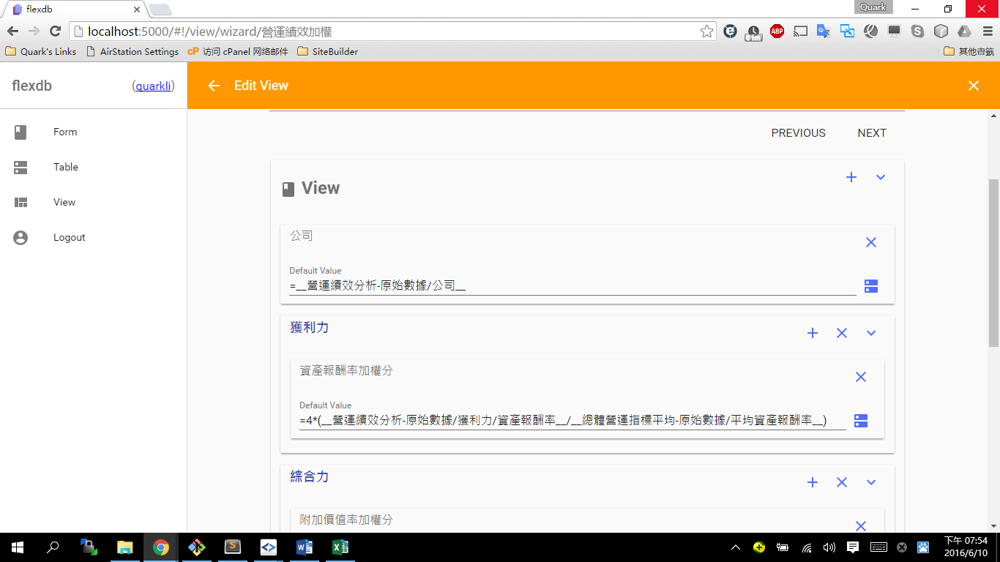 flexdb
Quark
localhost:5000/#!/view/wizard/營運績效加權
01m
ABP
Quark's Links
AirStation Settings
cP 访问 cPanel 网络邮件
SiteBuilder
其他書籤
flexdb
(quarkli)
Edit View
Form
Table
View
Logout
PREVIOUS
NEXT
View
公司
Default Value
=__營運績效分析-原始數據/公司__
獲利力
資產報酬率加權分
Default Value
=4*(__營運績效分析-原始數據/獲利力/資產報酬率__/__總體營運指標平均-原始數據/平均資產報酬率__)
綜合力
附加價值率加權分
下午 07:54
2016/6/10